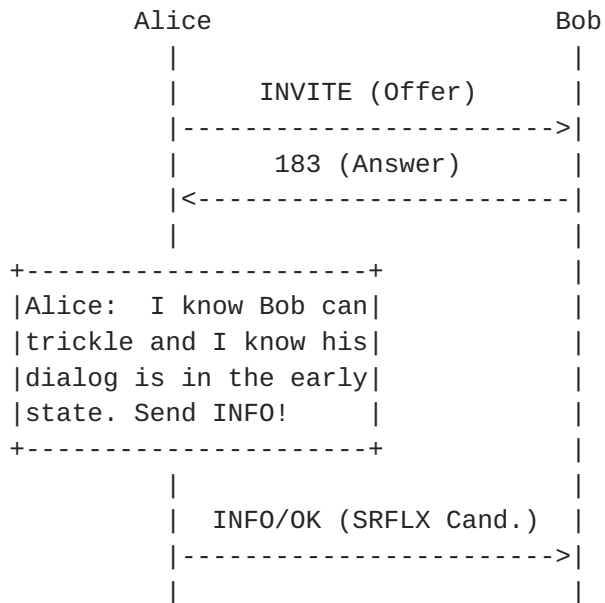 Alice Bob
INVITE (Offer)
183 (Answer)
Alice: I know Bob can
trickle and I know his
dialog is in the early
state. Send INFO!
INFO/OK (SRFLX Cand.)